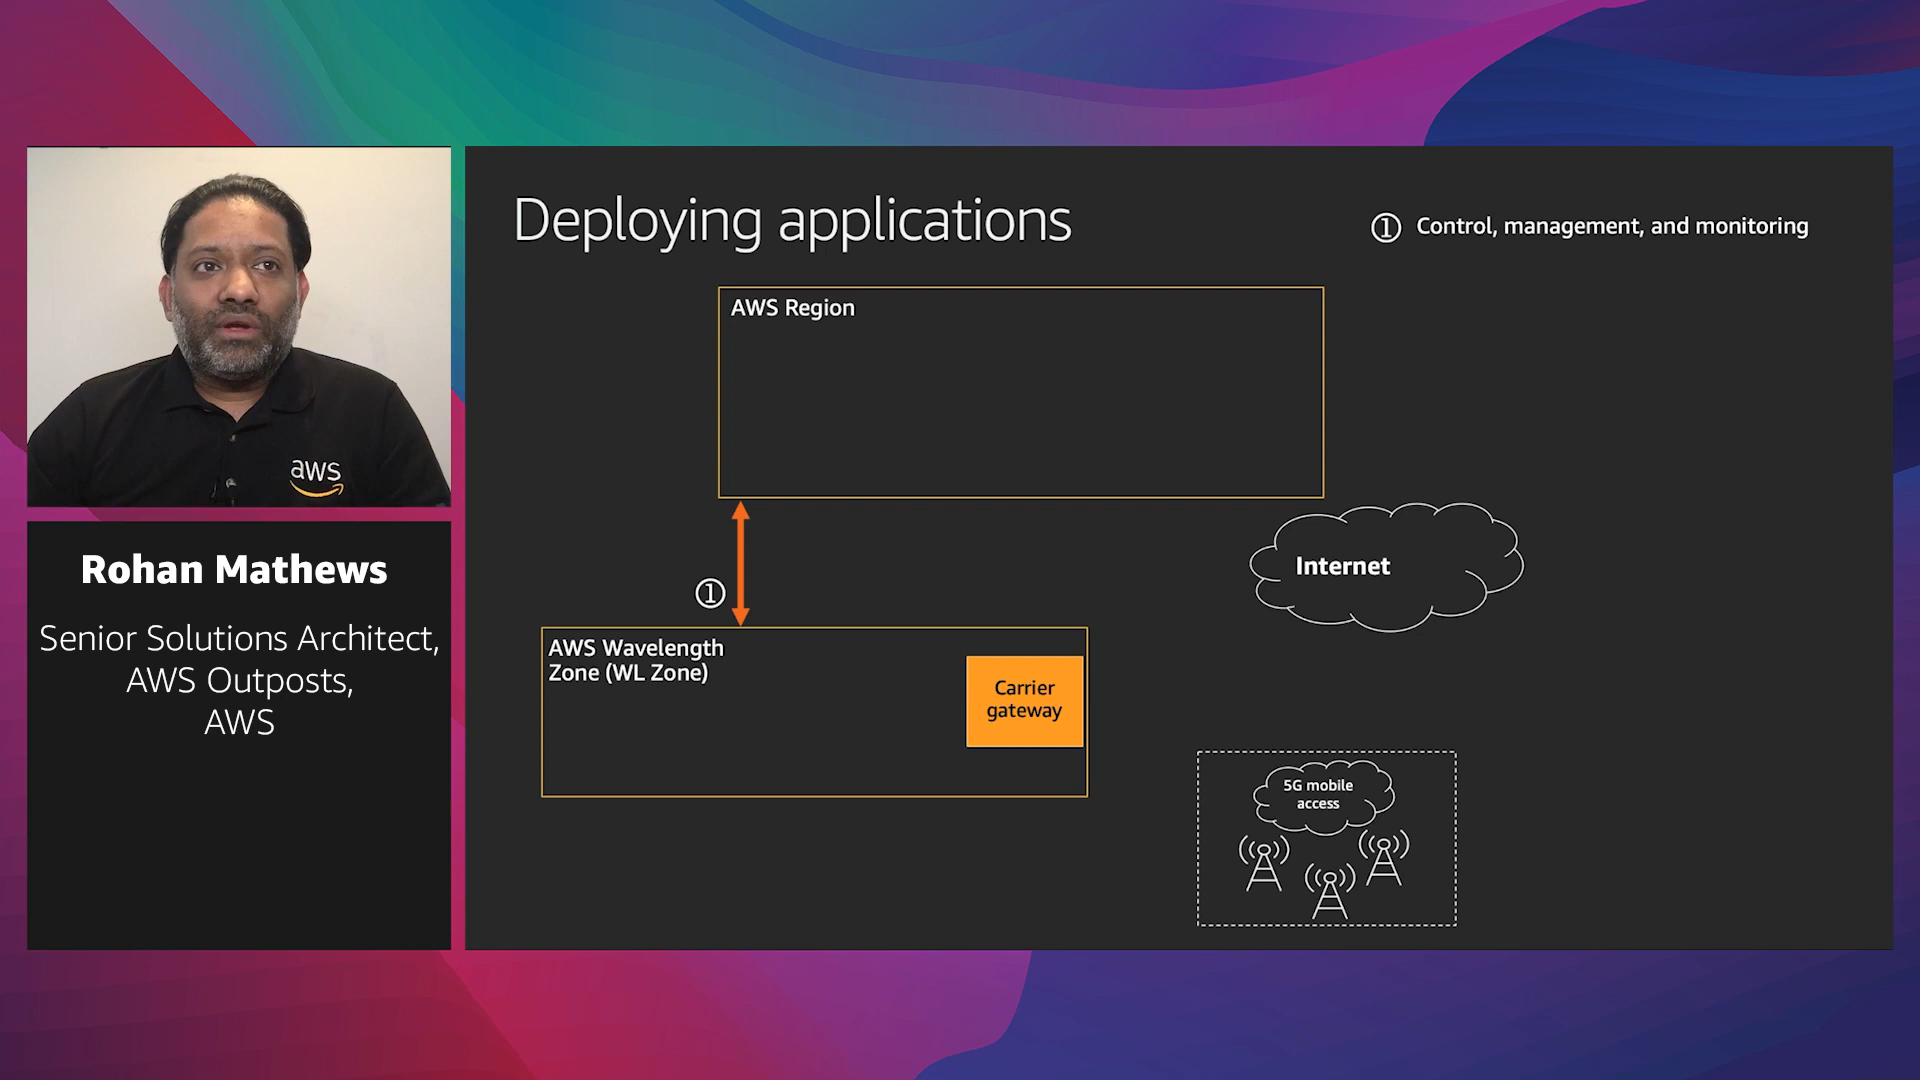 aws
Rohan Mathews
Senior Solutions Architect,
AWS Outposts,
AWS
Deploying applications
① Control, management, and monitoring
AWS Region
①
Internet
AWS Wavelength
Zone (WL Zone)
Carrier
gateway
5G mobile
access